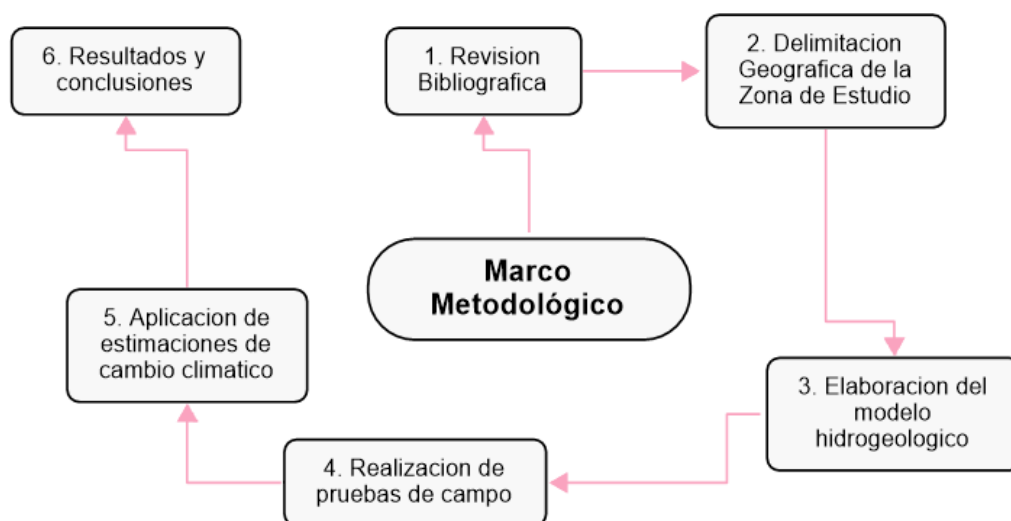 Marco
Metodológico
1. Revision
Bibliografica
2. Delimitacion
Geografica de la
Zona de Estudio
3. Elaboracion del
modelo
hidrogeologico
4. Realizacion de
pruebas de campo
5. Aplicacion de
estimaciones de
cambio climatico
6. Resultados y
conclusiones